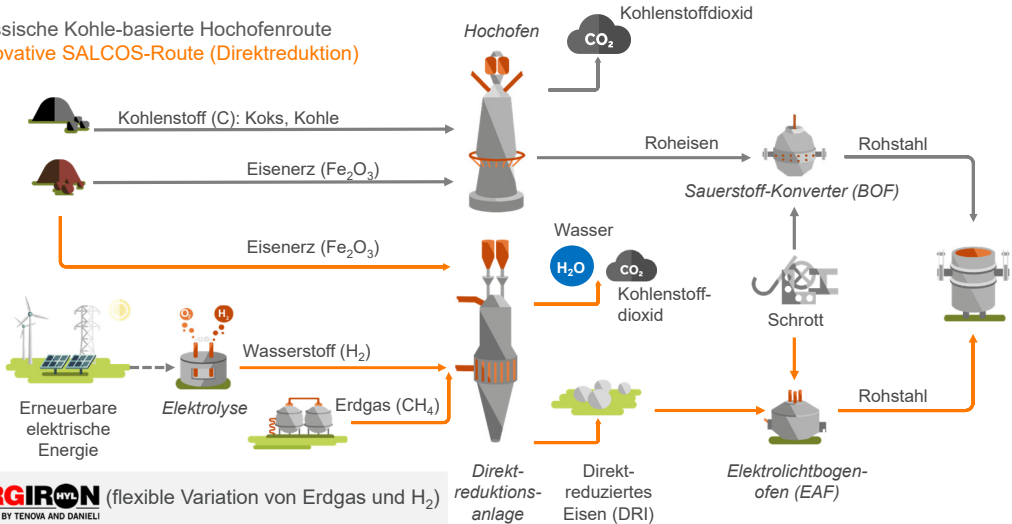 ssische Kohle-basierte Hochofenroute
ovative SALCOS-Route (Direktreduktion)
Hochofen
Kohlenstoffdioxid
CO₂
Kohlenstoff (C): Koks, Kohle
Eisenerz (Fe₂O₃)
Roheisen
Rohstahl
Sauerstoff-Konverter (BOF)
Eisenerz (Fe₂O₃)
Wasser
H₂O
CO₂
Kohlenstoff-
dioxid
Schrott
O₂
H₂
Wasserstoff (H₂)
Erdgas (CH₄)
Rohstahl
Erneuerbare
elektrische
Energie
Elektrolyse
Direkt-
reduktions-
anlage
Direkt-
reduziertes
Eisen (DRI)
Elektrolichtbogen-
ofen (EAF)
RGIRON HYL (flexible Variation von Erdgas und H₂)
BY TENOVA AND DANIELI